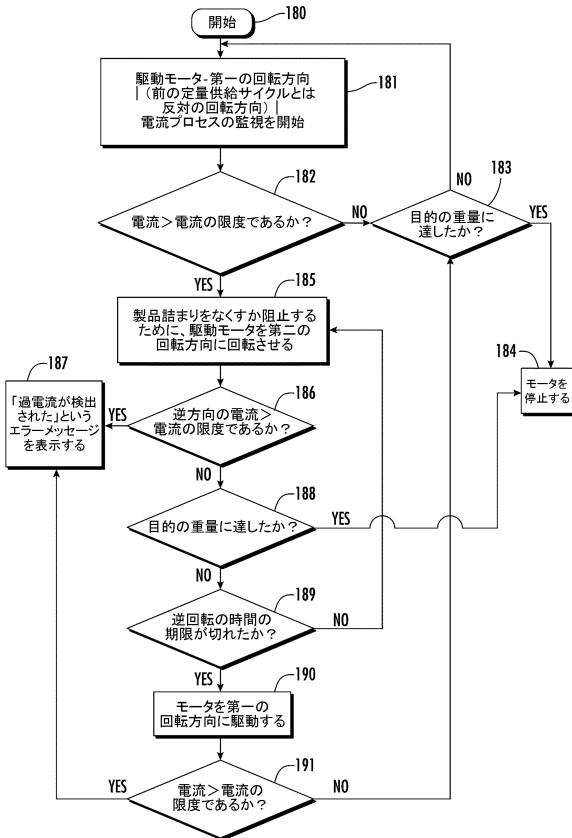 開始
180
駆動モータ-第一の回転方向
|（前の定量供給サイクルとは
反対の回転方向）|
電流プロセスの監視を開始
181
182
電流＞電流の限度であるか？
NO
YES
183
目的の重量に
達したか？
NO
YES
185
製品詰まりをなくすか阻止する
ために、駆動モータを第二の
回転方向に回転させる
184
モータを
停止する
187
「過電流が検出
された」という
エラーメッセージ
を表示する
186
逆方向の電流＞
電流の限度であるか？
YES
NO
188
目的の重量に達したか？
YES
NO
189
逆回転の時間の
期限が切れたか？
NO
YES
190
モータを第一の
回転方向に駆動する
191
電流＞電流の
限度であるか？
YES
NO